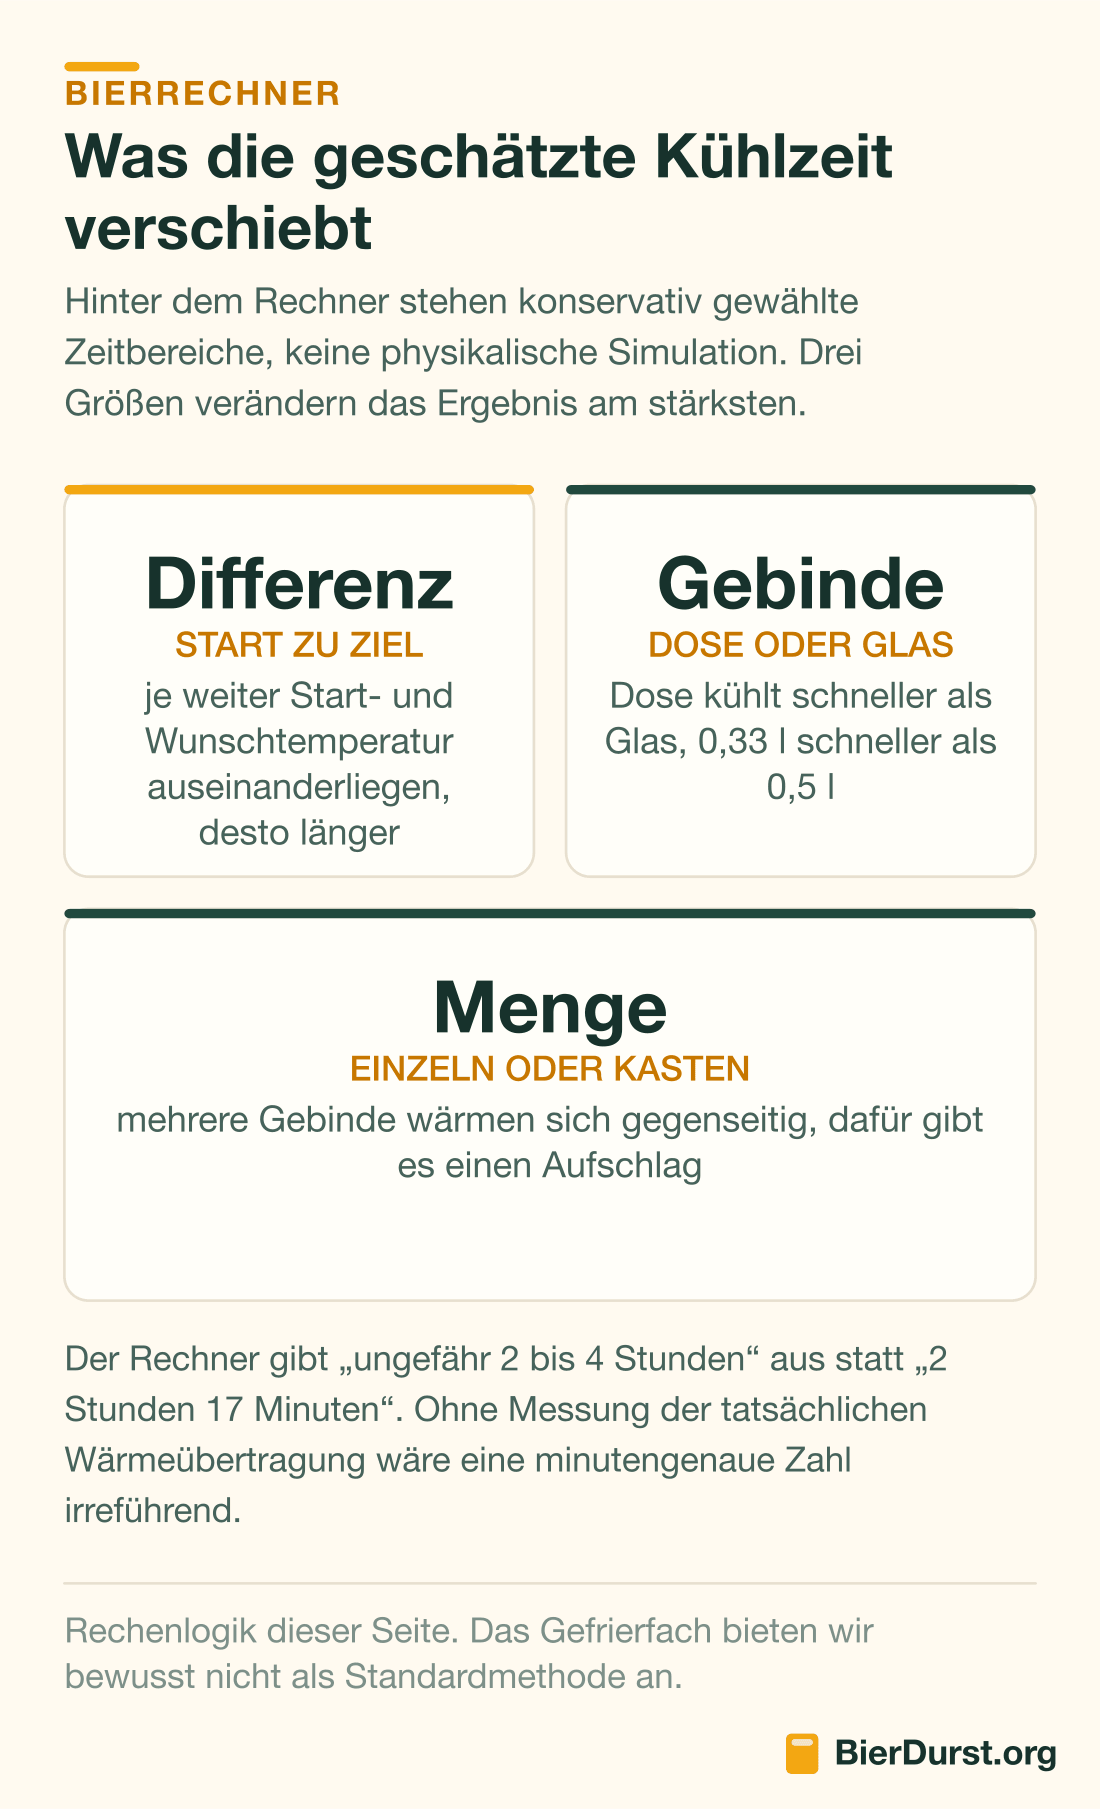 BIERRECHNER
Was die geschätzte Kühlzeit
verschiebt
Hinter dem Rechner stehen konservativ gewählte
Zeitbereiche, keine physikalische Simulation. Drei
Größen verändern das Ergebnis am stärksten.
Differenz
START ZU ZIEL
je weiter Start- und
Wunschtemperatur
auseinanderliegen,
desto länger
Gebinde
DOSE ODER GLAS
Dose kühlt schneller als
Glas, 0,33 l schneller als
0,5 l
Menge
EINZELN ODER KASTEN
mehrere Gebinde wärmen sich gegenseitig, dafür gibt
es einen Aufschlag
Der Rechner gibt „ungefähr 2 bis 4 Stunden“ aus statt „2
Stunden 17 Minuten“. Ohne Messung der tatsächlichen
Wärmeübertragung wäre eine minutengenaue Zahl
irreführend.
Rechenlogik dieser Seite. Das Gefrierfach bieten wir
bewusst nicht als Standardmethode an.
BierDurst.org